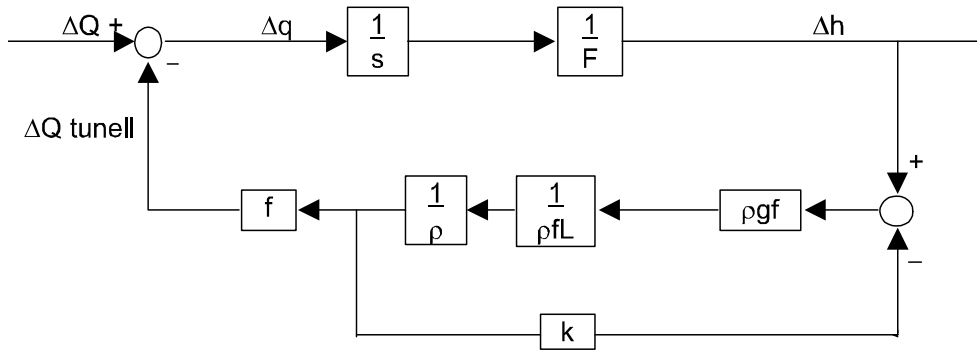 ΔQ + Δq 1/s 1/F Δh
−
ΔQ tunell
+
f 1/ρ 1/ρfL ρgf
−
k